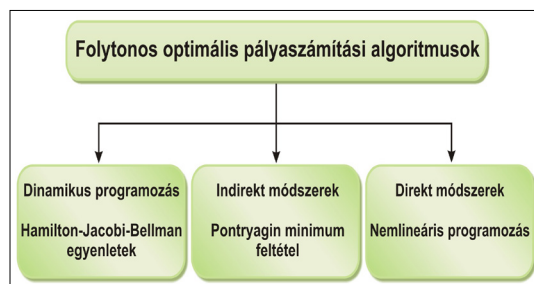 Folytonos optimális pályaszámítási algoritmusok
Dinamikus programozás
Hamilton-Jacobi-Bellman
egyenletek
Indirekt módszerek
Pontryagin minimum
feltétel
Direkt módszerek
Nemlineáris programozás